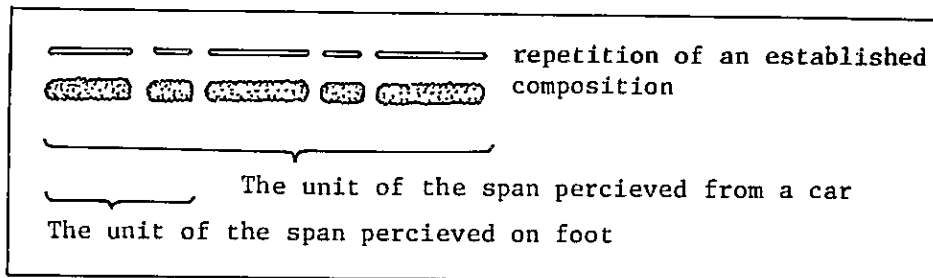 repetition of an established
composition
The unit of the span percieved from a car
The unit of the span percieved on foot